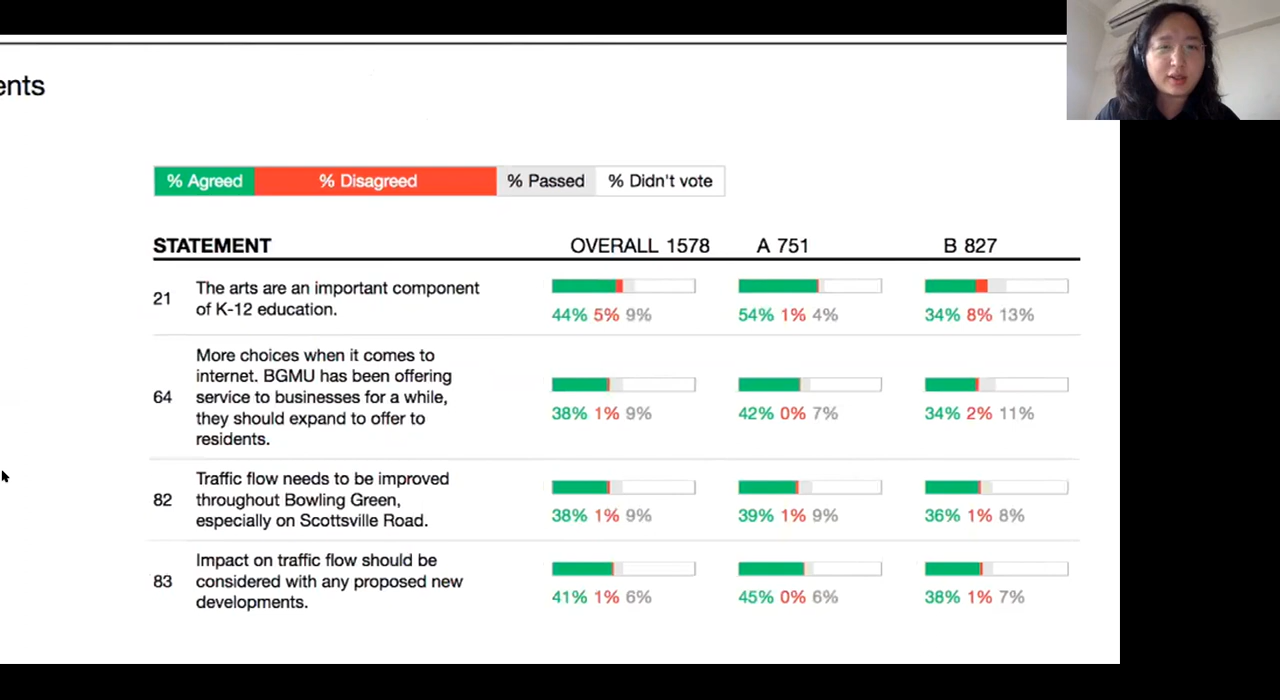 ents
% Agreed % Disagreed % Passed % Didn't vote
STATEMENT OVERALL 1578 A 751 B 827
21
The arts are an important component
of K-12 education.
44% 5% 9% 54% 1% 4% 34% 8% 13%
64
More choices when it comes to
internet. BGMU has been offering
service to businesses for a while,
they should expand to offer to
residents.
38% 1% 9% 42% 0% 7% 34% 2% 11%
82
Traffic flow needs to be improved
throughout Bowling Green,
especially on Scottsville Road.
38% 1% 9% 39% 1% 9% 36% 1% 8%
83
Impact on traffic flow should be
considered with any proposed new
developments.
41% 1% 6% 45% 0% 6% 38% 1% 7%